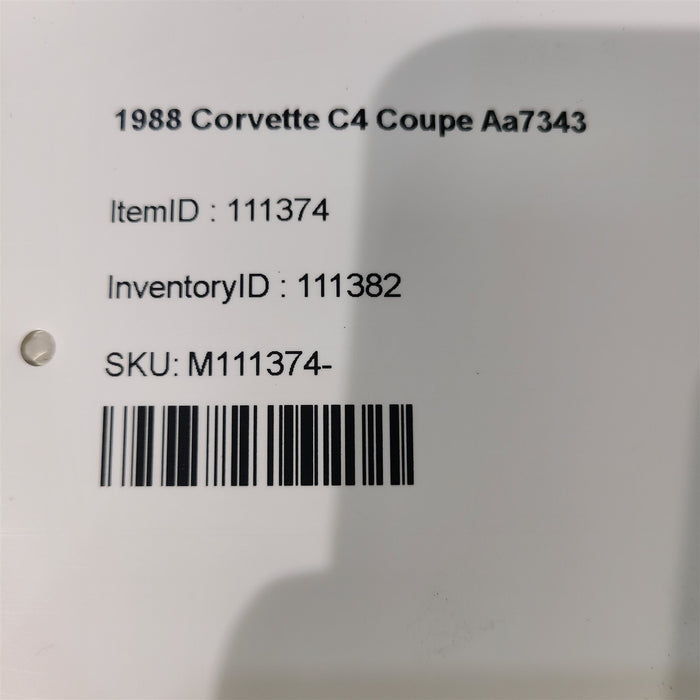 1988 Corvette C4 Coupe Aa7343
ItemID : 111374
InventoryID : 111382
SKU: M111374-